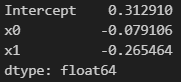 Intercept    0.312910
x0          -0.079106
x1          -0.265464
dtype: float64